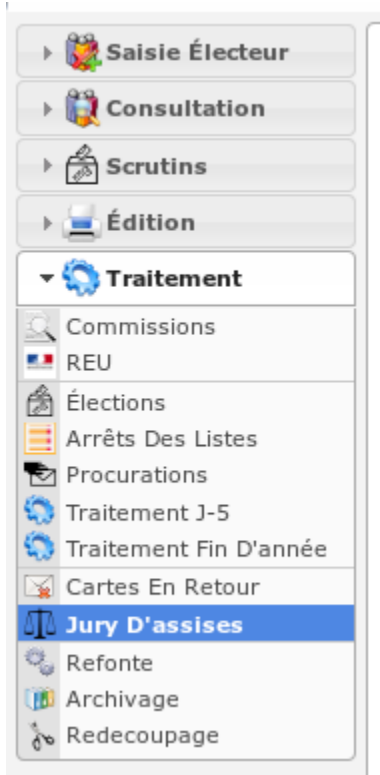 Saisie Électeur
Consultation
Scrutins
Édition
Traitement
Commissions
REU
Élections
Arrêts Des Listes
Procurations
Traitement J-5
Traitement Fin D'année
Cartes En Retour
Jury D'assises
Refonte
Archivage
Redecoupage